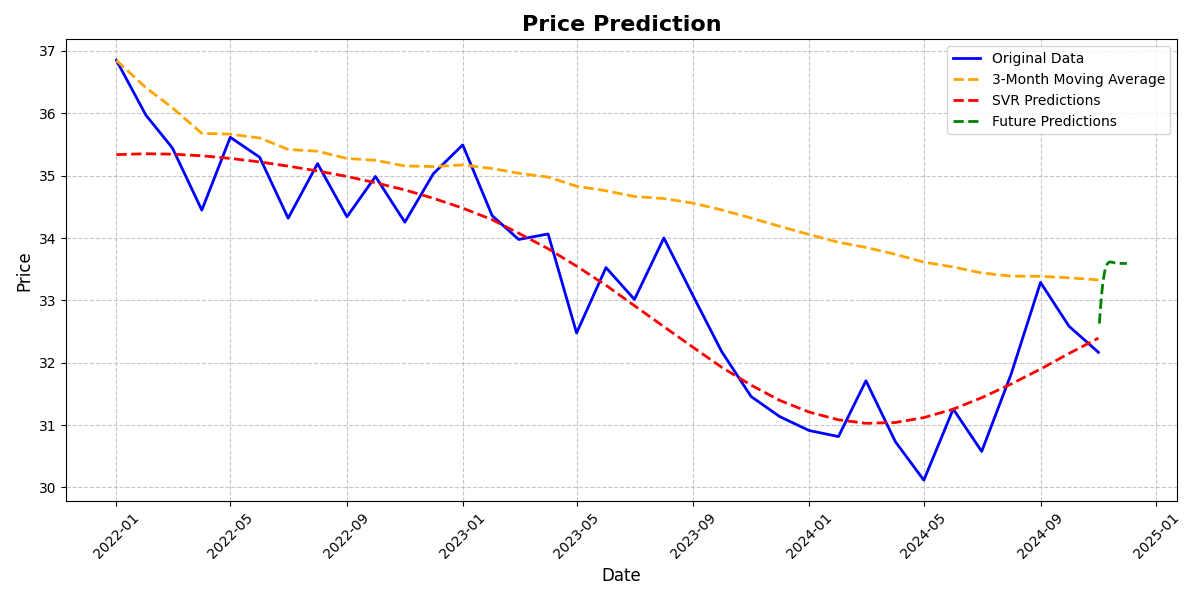 Price Prediction
Original Data
3-Month Moving Average
SVR Predictions
Future Predictions
Price
37
36
35
34
33
32
31
30
2022-01
2022-05
2022-09
2023-01
2023-05
2023-09
2024-01
2024-05
2024-09
2025-01
Date